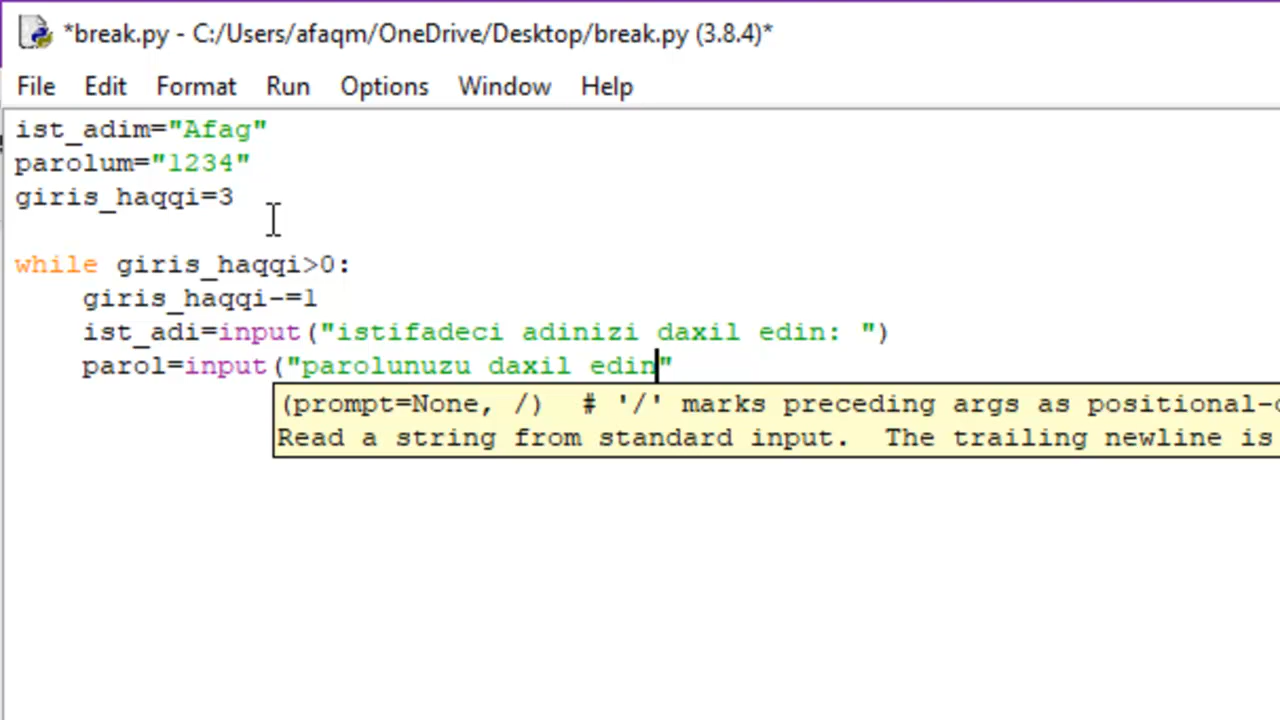 *break.py - C:/Users/afaqm/OneDrive/Desktop/break.py (3.8.4)*
File Edit Format Run Options Window Help
ist_adim="Afag"
parolum="1234"
giris_haqqi=3
while giris_haqqi>0:
    giris_haqqi-=1
    ist_adi=input("istifadeci adinizi daxil edin: ")
    parol=input("parolunuzu daxil edin"
(prompt=None, /)  # '/' marks preceding args as positional-
Read a string from standard input.  The trailing newline is